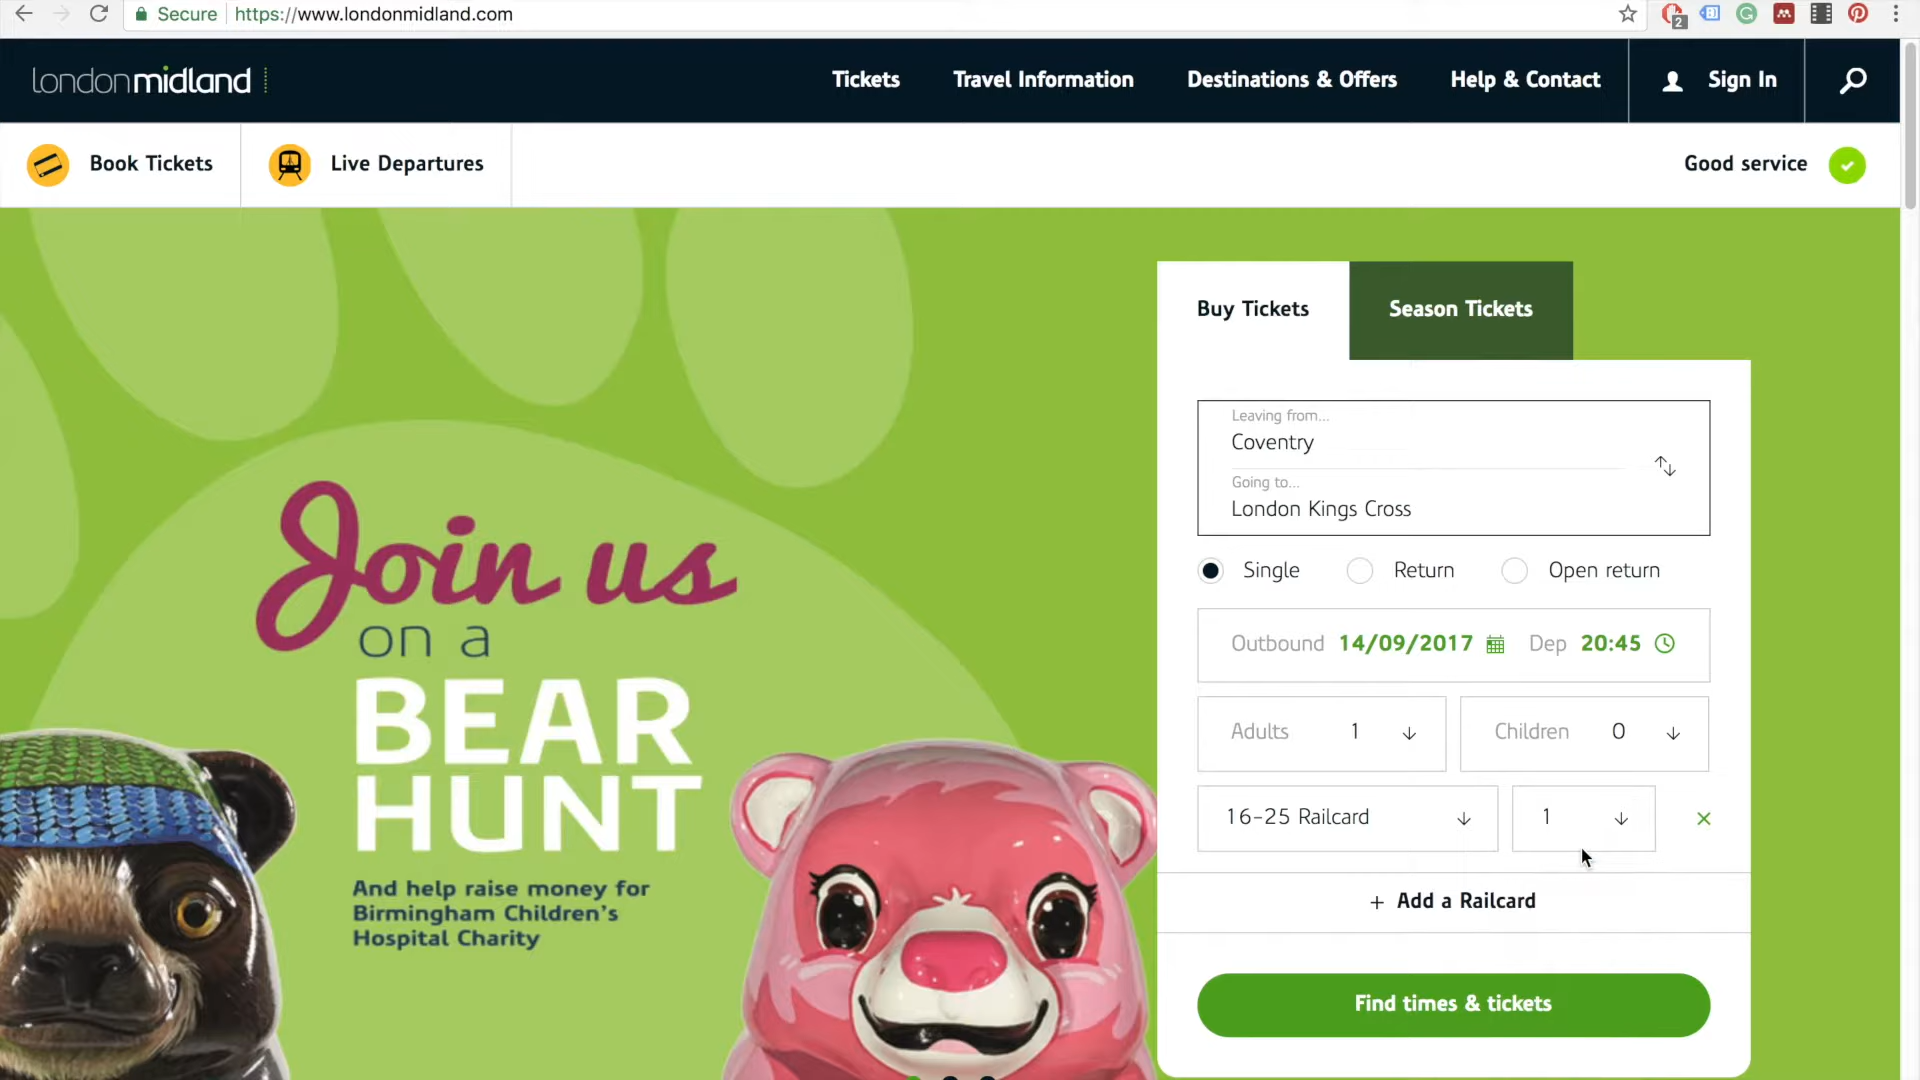 Secure https://www.londonmidland.com
2
londonmidland
Tickets Travel Information Destinations & Offers Help & Contact Sign In
Book Tickets Live Departures Good service
Buy Tickets Season Tickets
Leaving from...
Coventry
Going to...
London Kings Cross
Single Return Open return
Outbound 14/09/2017 Dep 20:45
Adults 1 Children 0
16-25 Railcard 1
+ Add a Railcard
Find times & tickets
Join us
on a
BEAR
HUNT
And help raise money for
Birmingham Children's
Hospital Charity